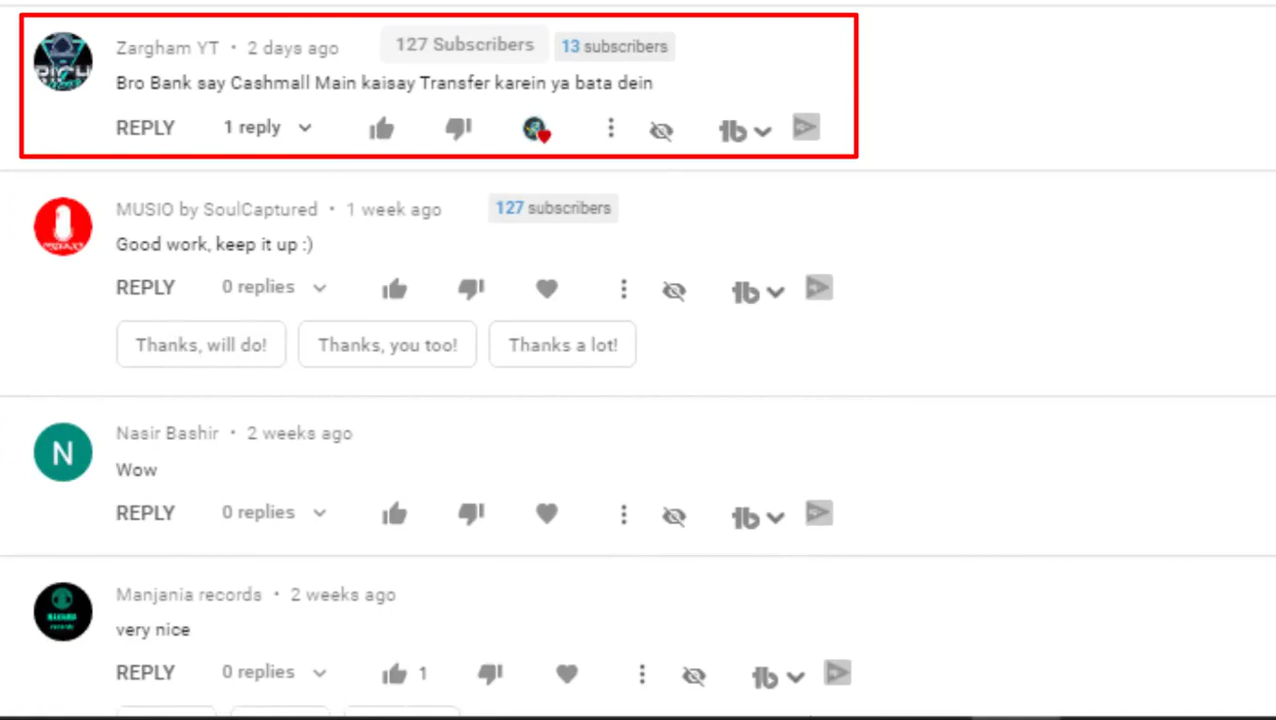 Zargham YT • 2 days ago 127 Subscribers 13 subscribers
Bro Bank say Cashmall Main kaisay Transfer karein ya bata dein
REPLY 1 reply
MUSIO by SoulCaptured • 1 week ago 127 subscribers
Good work, keep it up :)
REPLY 0 replies
Thanks, will do! Thanks, you too! Thanks a lot!
N
Nasir Bashir • 2 weeks ago
Wow
REPLY 0 replies
Manjania records • 2 weeks ago
very nice
REPLY 0 replies 1